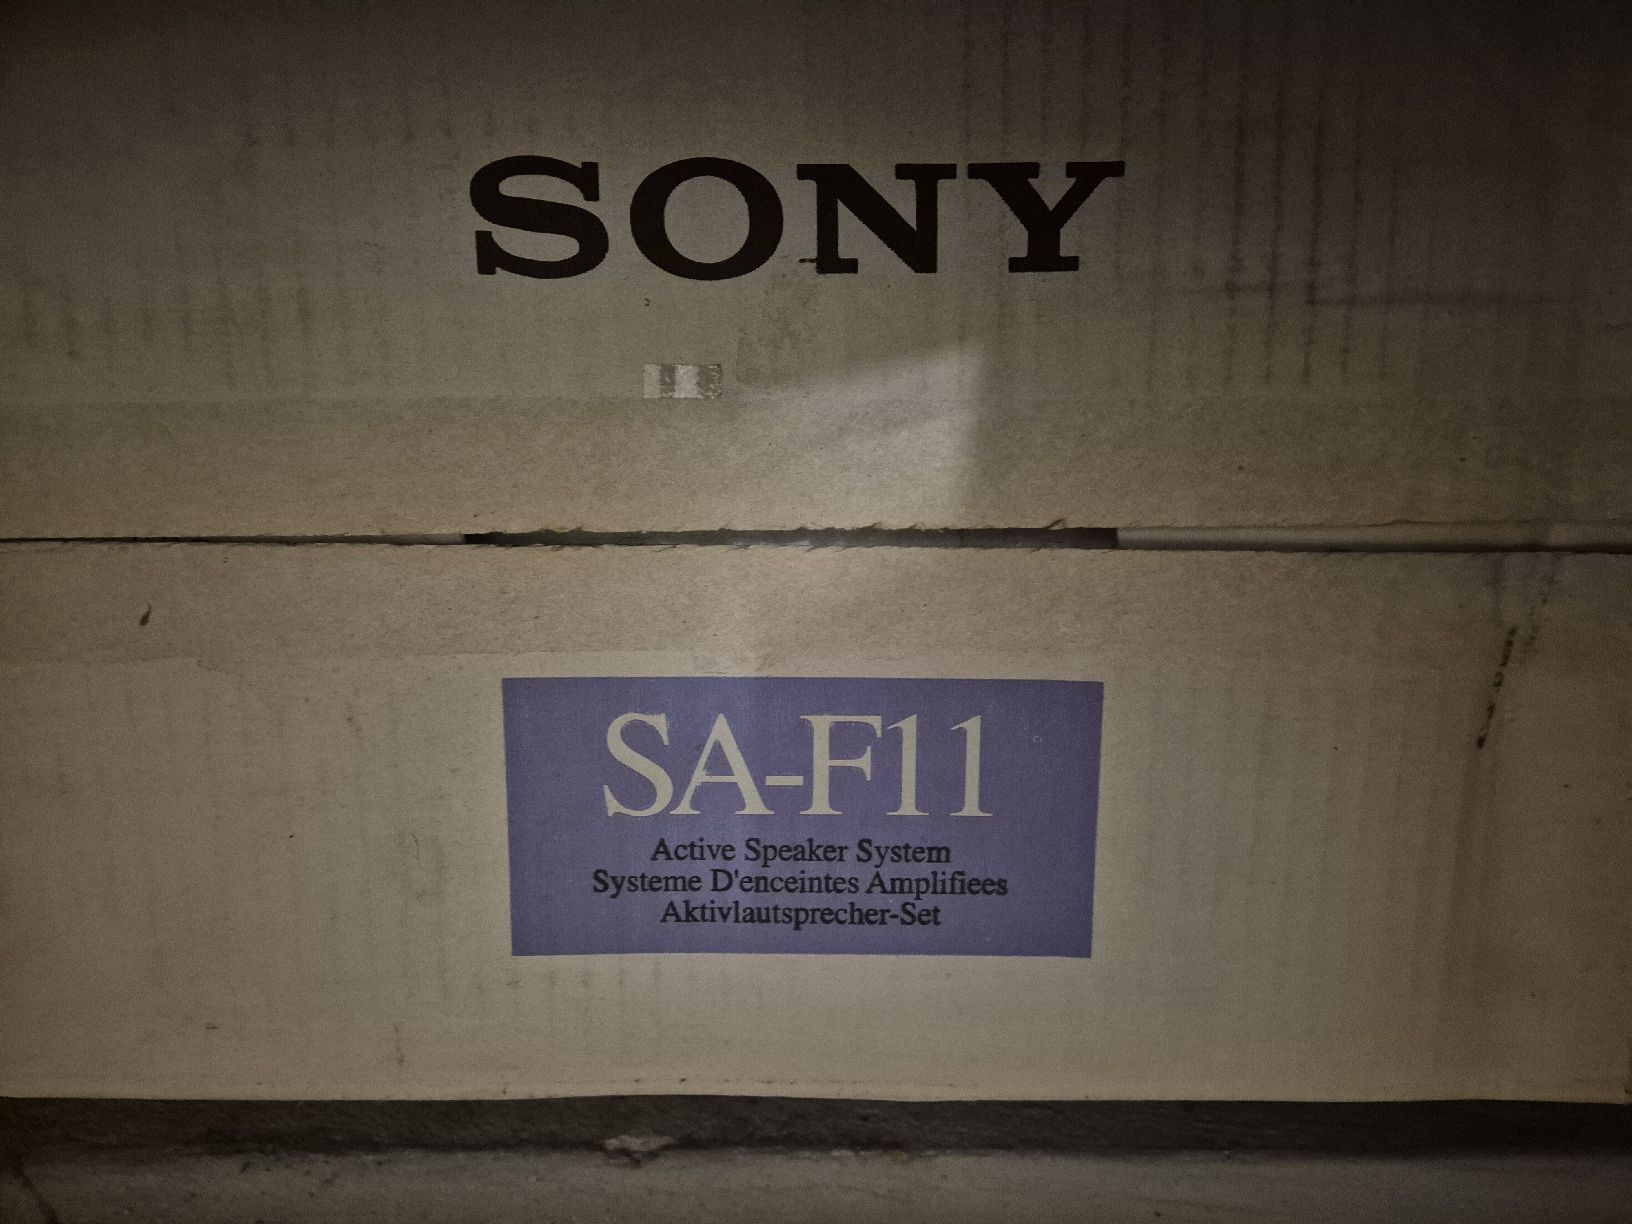 SONY
SA-F11
Active Speaker System
Systeme D'enceintes Amplifiees
Aktivlautsprecher-Set